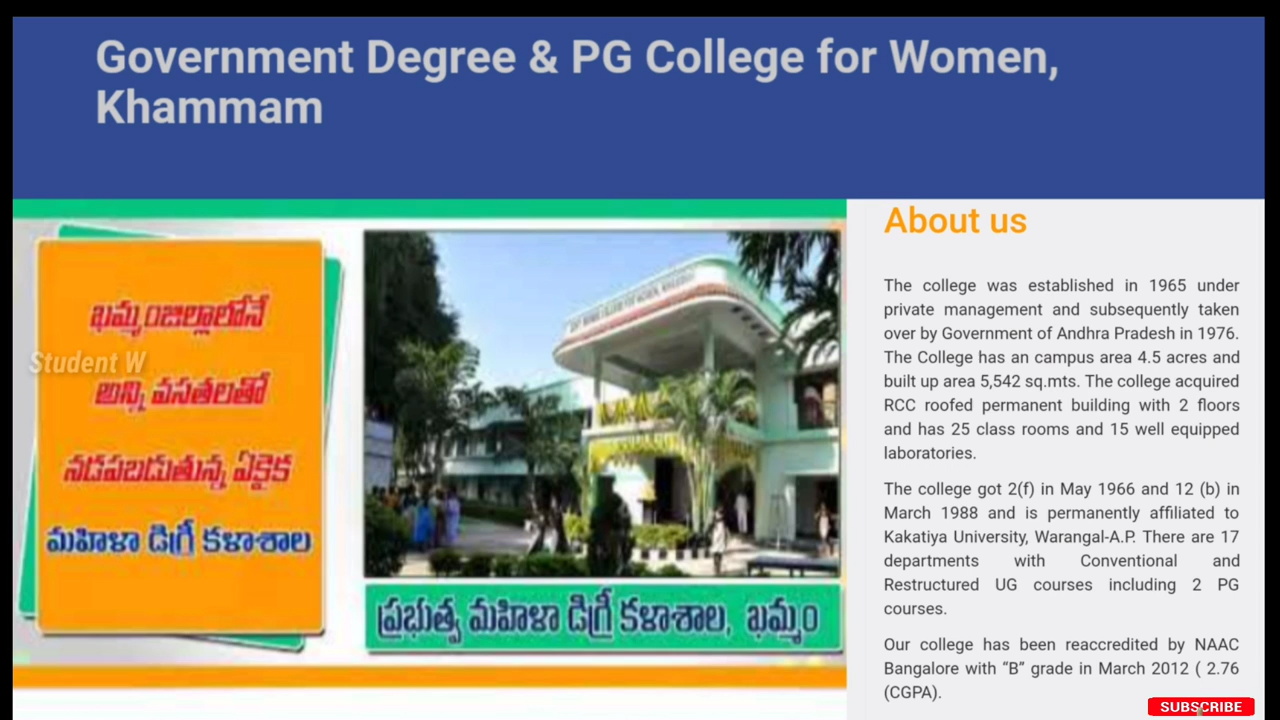 Government Degree & PG College for Women,
Khammam
ఖమ్మంజిల్లాలోనే
అన్ని వసతలతో
నడపబడుతున్న ఏకైక
మహిళా డిగ్రీ కళాశాల
Student W
ప్రభుత్వ మహిళా డిగ్రీ కళాశాల, ఖమ్మం
About us
The college was established in 1965 under
private management and subsequently taken
over by Government of Andhra Pradesh in 1976.
The College has an campus area 4.5 acres and
built up area 5,542 sq.mts. The college acquired
RCC roofed permanent building with 2 floors
and has 25 class rooms and 15 well equipped
laboratories.
The college got 2(f) in May 1966 and 12 (b) in
March 1988 and is permanently affiliated to
Kakatiya University, Warangal-A.P. There are 17
departments with Conventional and
Restructured UG courses including 2 PG
courses.
Our college has been reaccredited by NAAC
Bangalore with “B” grade in March 2012 ( 2.76
(CGPA).
SUBSCRIBE